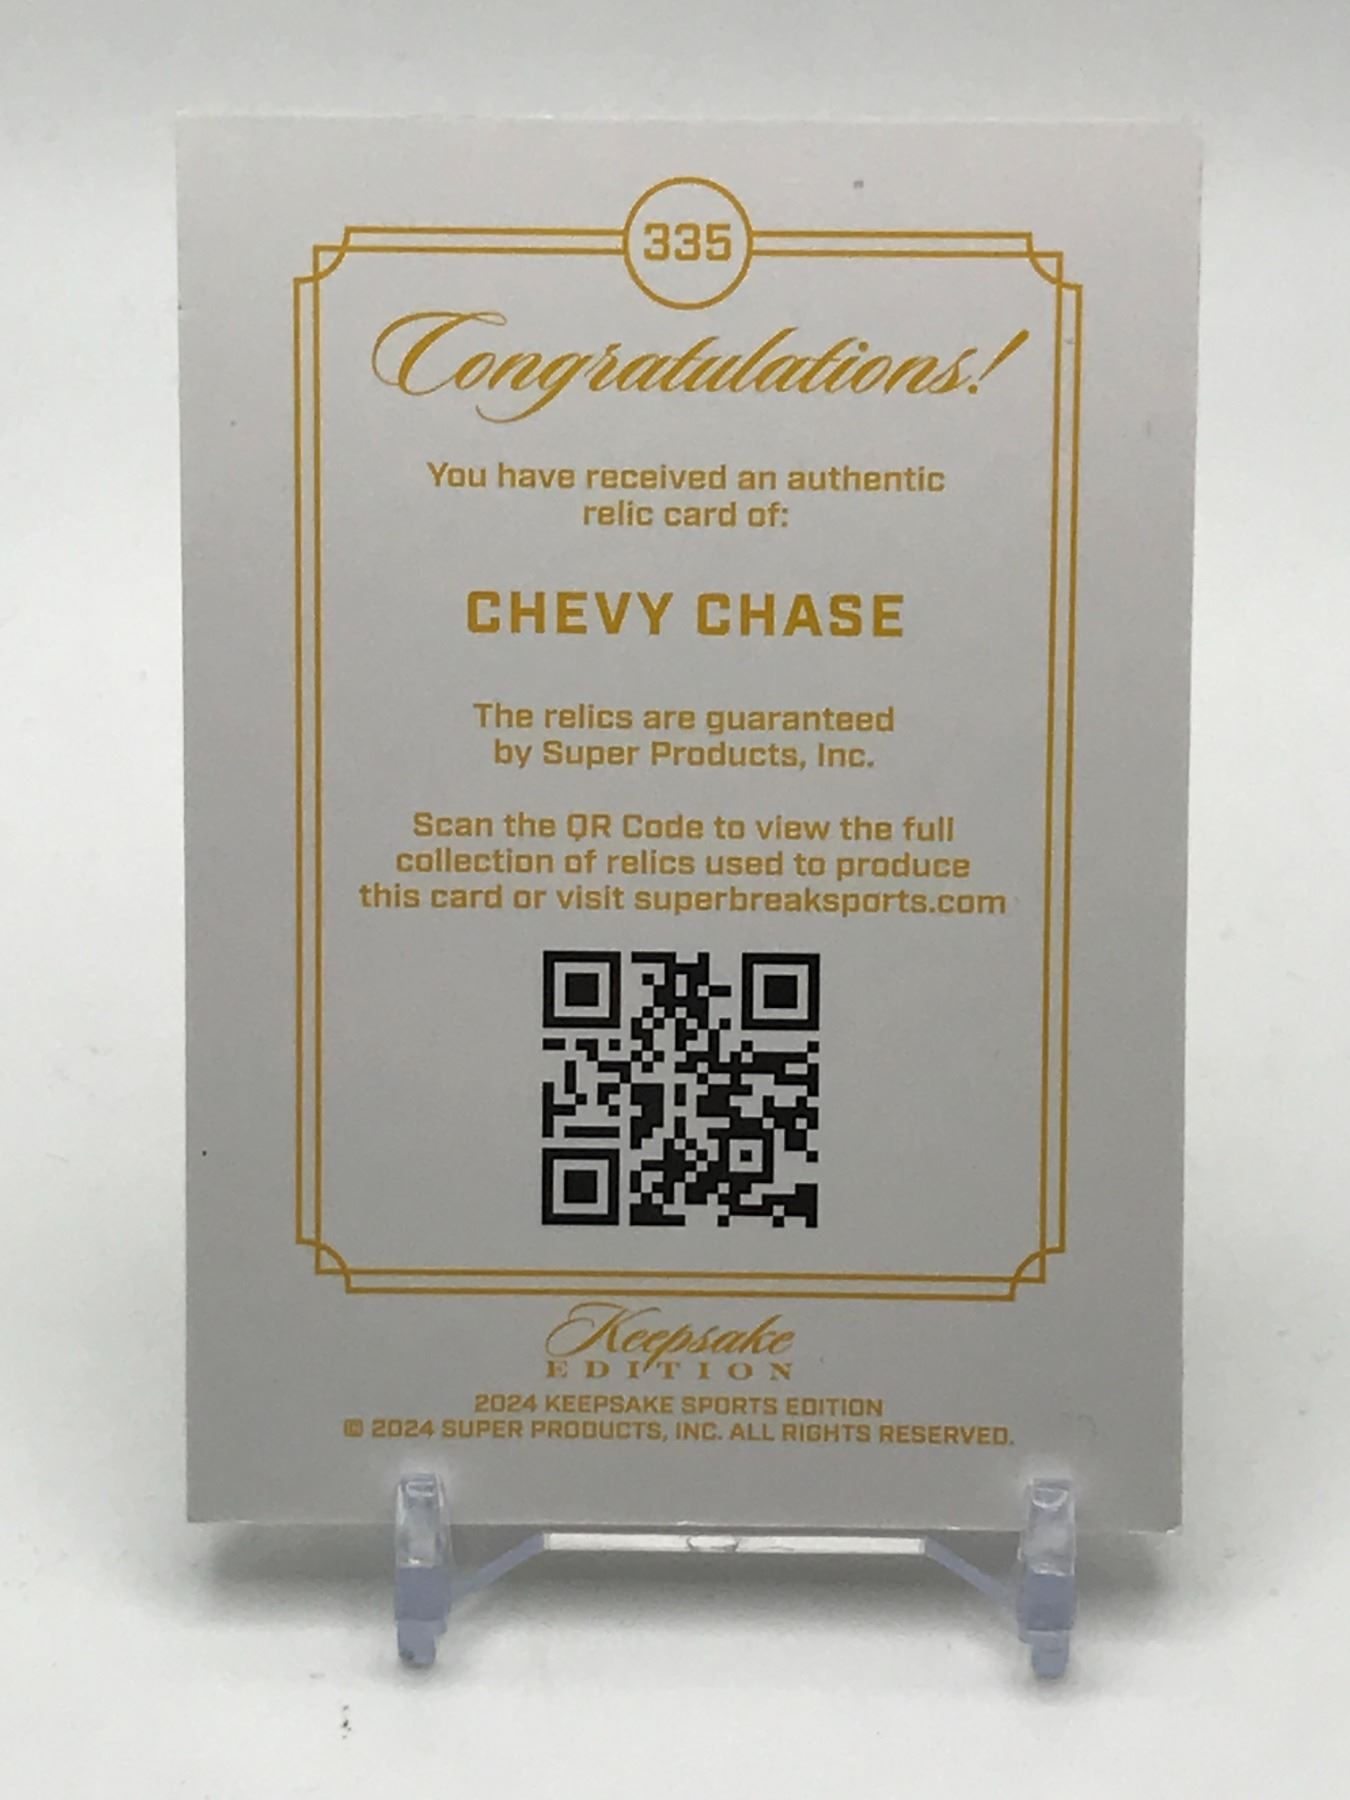 335
Congratulations!
You have received an authentic
relic card of:
CHEVY CHASE
The relics are guaranteed
by Super Products, Inc.
Scan the QR Code to view the full
collection of relics used to produce
this card or visit superbreaksports.com
Keepsake
EDITION
2024 KEEPSAKE SPORTS EDITION
© 2024 SUPER PRODUCTS, INC. ALL RIGHTS RESERVED.